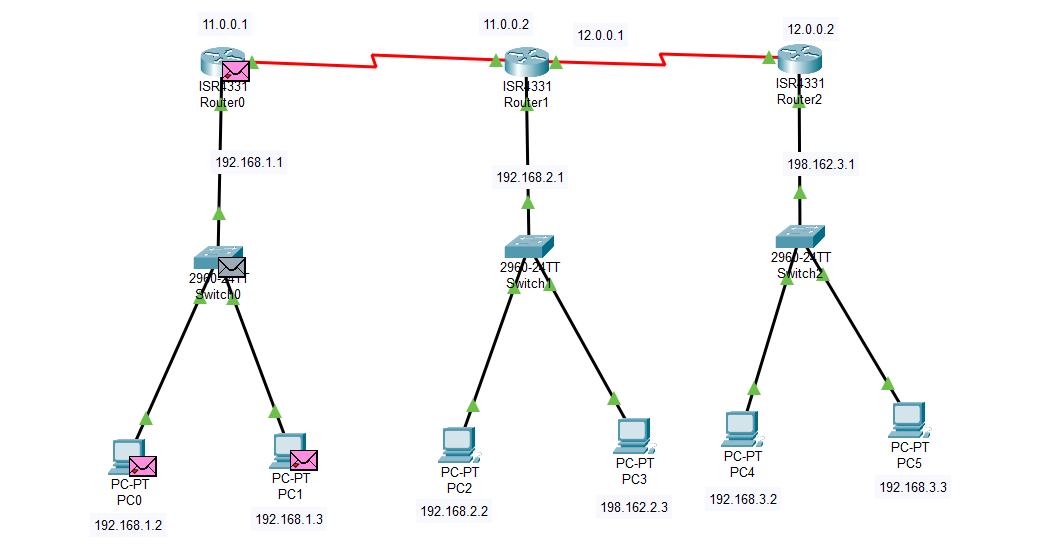 11.0.0.1
11.0.0.2
12.0.0.1
12.0.0.2
ISR4331
Router0
ISR4331
Router1
ISR4331
Router2
192.168.1.1
192.168.2.1
198.162.3.1
2960-24TT
Switch0
2960-24TT
Switch1
2960-24TT
Switch2
PC-PT
PC0
PC-PT
PC1
PC-PT
PC2
PC-PT
PC3
PC-PT
PC4
PC-PT
PC5
192.168.1.2
192.168.1.3
192.168.2.2
198.162.2.3
192.168.3.2
192.168.3.3